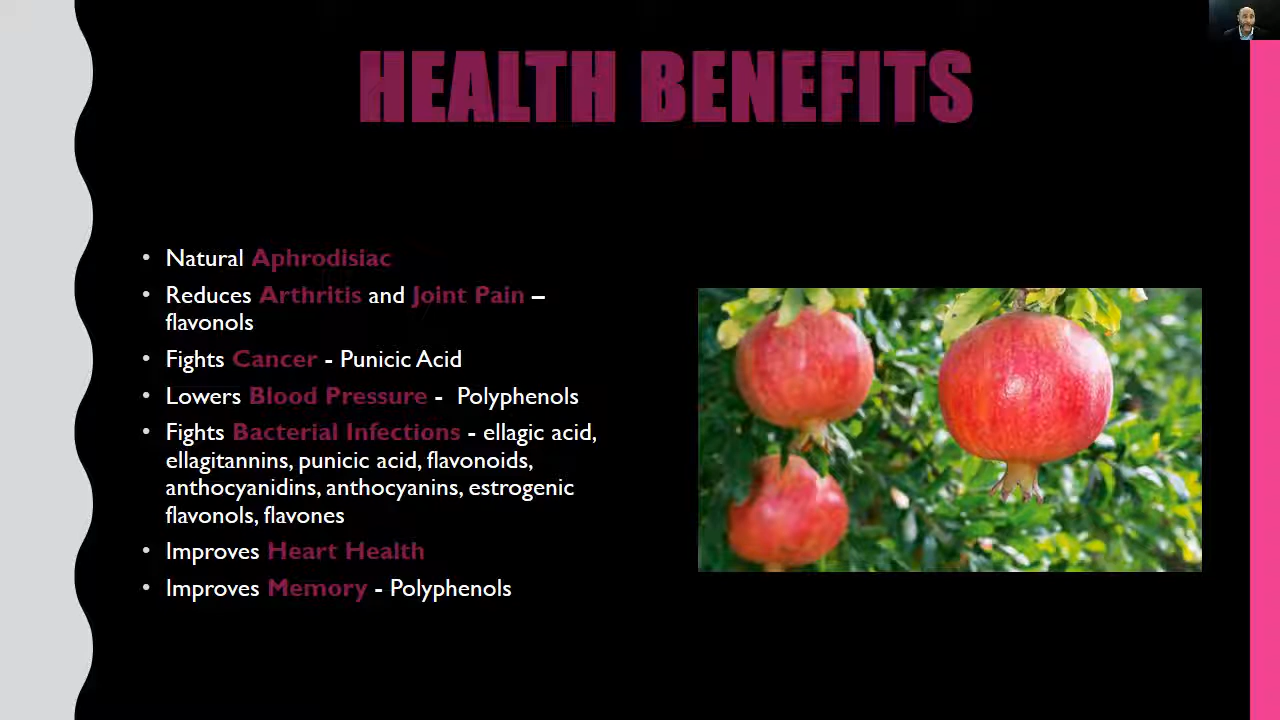 HEALTH BENEFITS
• Natural Aphrodisiac
• Reduces Arthritis and Joint Pain –
flavonols
• Fights Cancer - Punicic Acid
• Lowers Blood Pressure -  Polyphenols
• Fights Bacterial Infections - ellagic acid,
ellagitannins, punicic acid, flavonoids,
anthocyanidins, anthocyanins, estrogenic
flavonols, flavones
• Improves Heart Health
• Improves Memory - Polyphenols